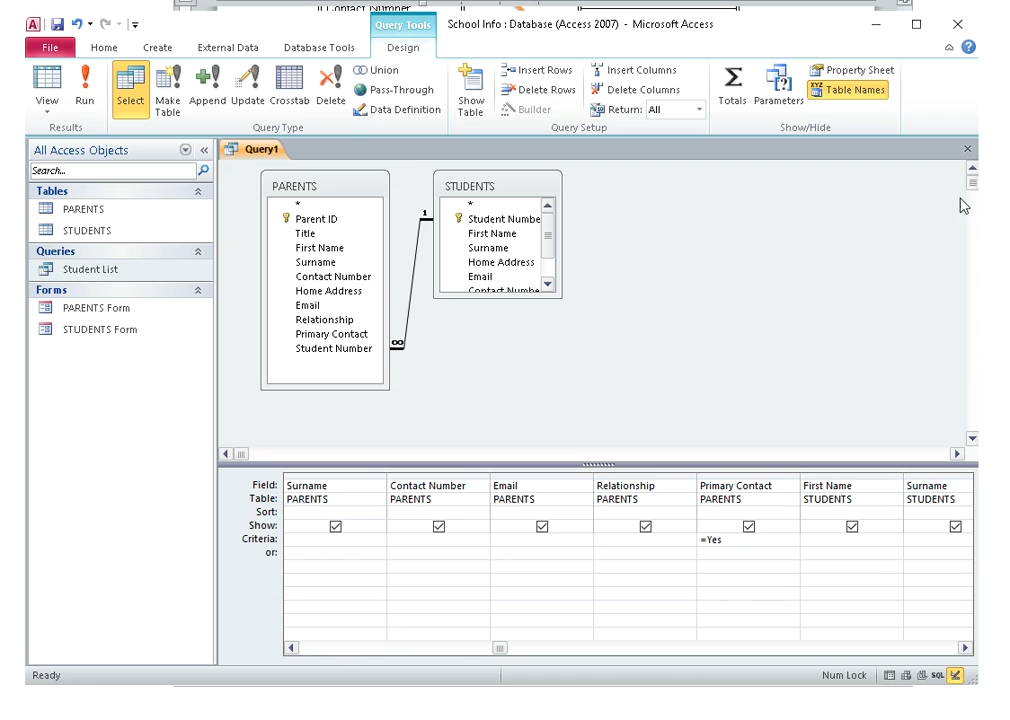 Contact Number
A
Query Tools
School Info : Database (Access 2007) - Microsoft Access
File
Home
Create
External Data
Database Tools
Design
View
Run
Results
Select
Make Table
Append
Update
Crosstab
Delete
Union
Pass-Through
Data Definition
Query Type
Show Table
Insert Rows
Delete Rows
Builder
Insert Columns
Delete Columns
Return: All
Query Setup
Σ
Totals
Parameters
Property Sheet
XYZ Table Names
Show/Hide
All Access Objects
Search...
Tables
PARENTS
STUDENTS
Queries
Student List
Forms
PARENTS Form
STUDENTS Form
Query1
PARENTS
*
Parent ID
Title
First Name
Surname
Contact Number
Home Address
Email
Relationship
Primary Contact
Student Number
∞
1
STUDENTS
*
Student Numbe
First Name
Surname
Home Address
Email
Contact Numbe
Field: Surname Contact Number Email Relationship Primary Contact First Name Surname
Table: PARENTS PARENTS PARENTS PARENTS PARENTS STUDENTS STUDENTS
Sort:
Show:
Criteria: =Yes
or:
Ready
Num Lock
SQL